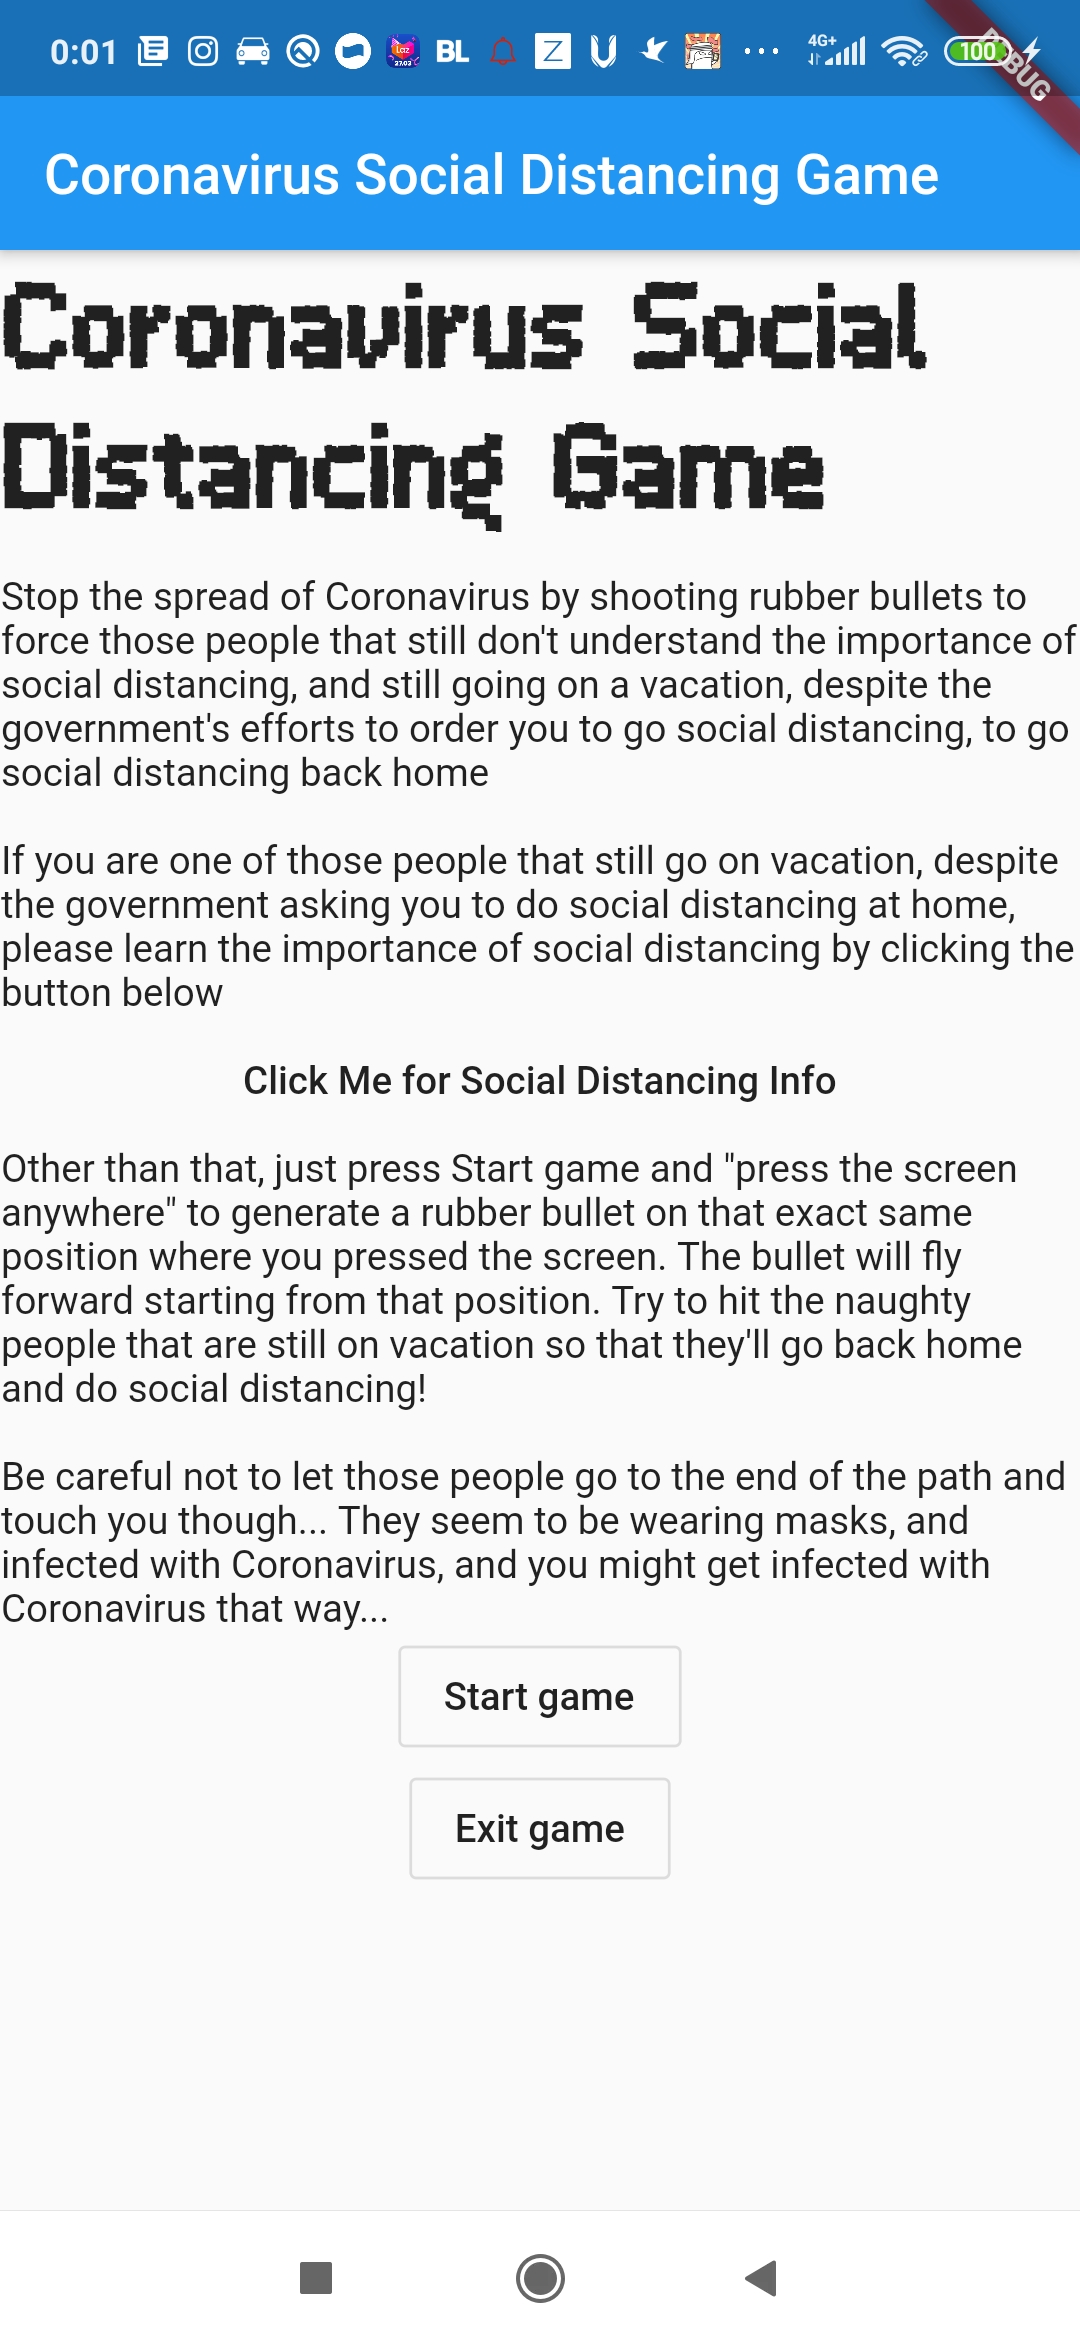 0:01 BL Z 4G+ 100
DEBUG
Coronavirus Social Distancing Game
Coronavirus Social
Distancing Game
Stop the spread of Coronavirus by shooting rubber bullets to
force those people that still don't understand the importance of
social distancing, and still going on a vacation, despite the
government's efforts to order you to go social distancing, to go
social distancing back home
If you are one of those people that still go on vacation, despite
the government asking you to do social distancing at home,
please learn the importance of social distancing by clicking the
button below
Click Me for Social Distancing Info
Other than that, just press Start game and "press the screen
anywhere" to generate a rubber bullet on that exact same
position where you pressed the screen. The bullet will fly
forward starting from that position. Try to hit the naughty
people that are still on vacation so that they'll go back home
and do social distancing!
Be careful not to let those people go to the end of the path and
touch you though... They seem to be wearing masks, and
infected with Coronavirus, and you might get infected with
Coronavirus that way...
Start game
Exit game